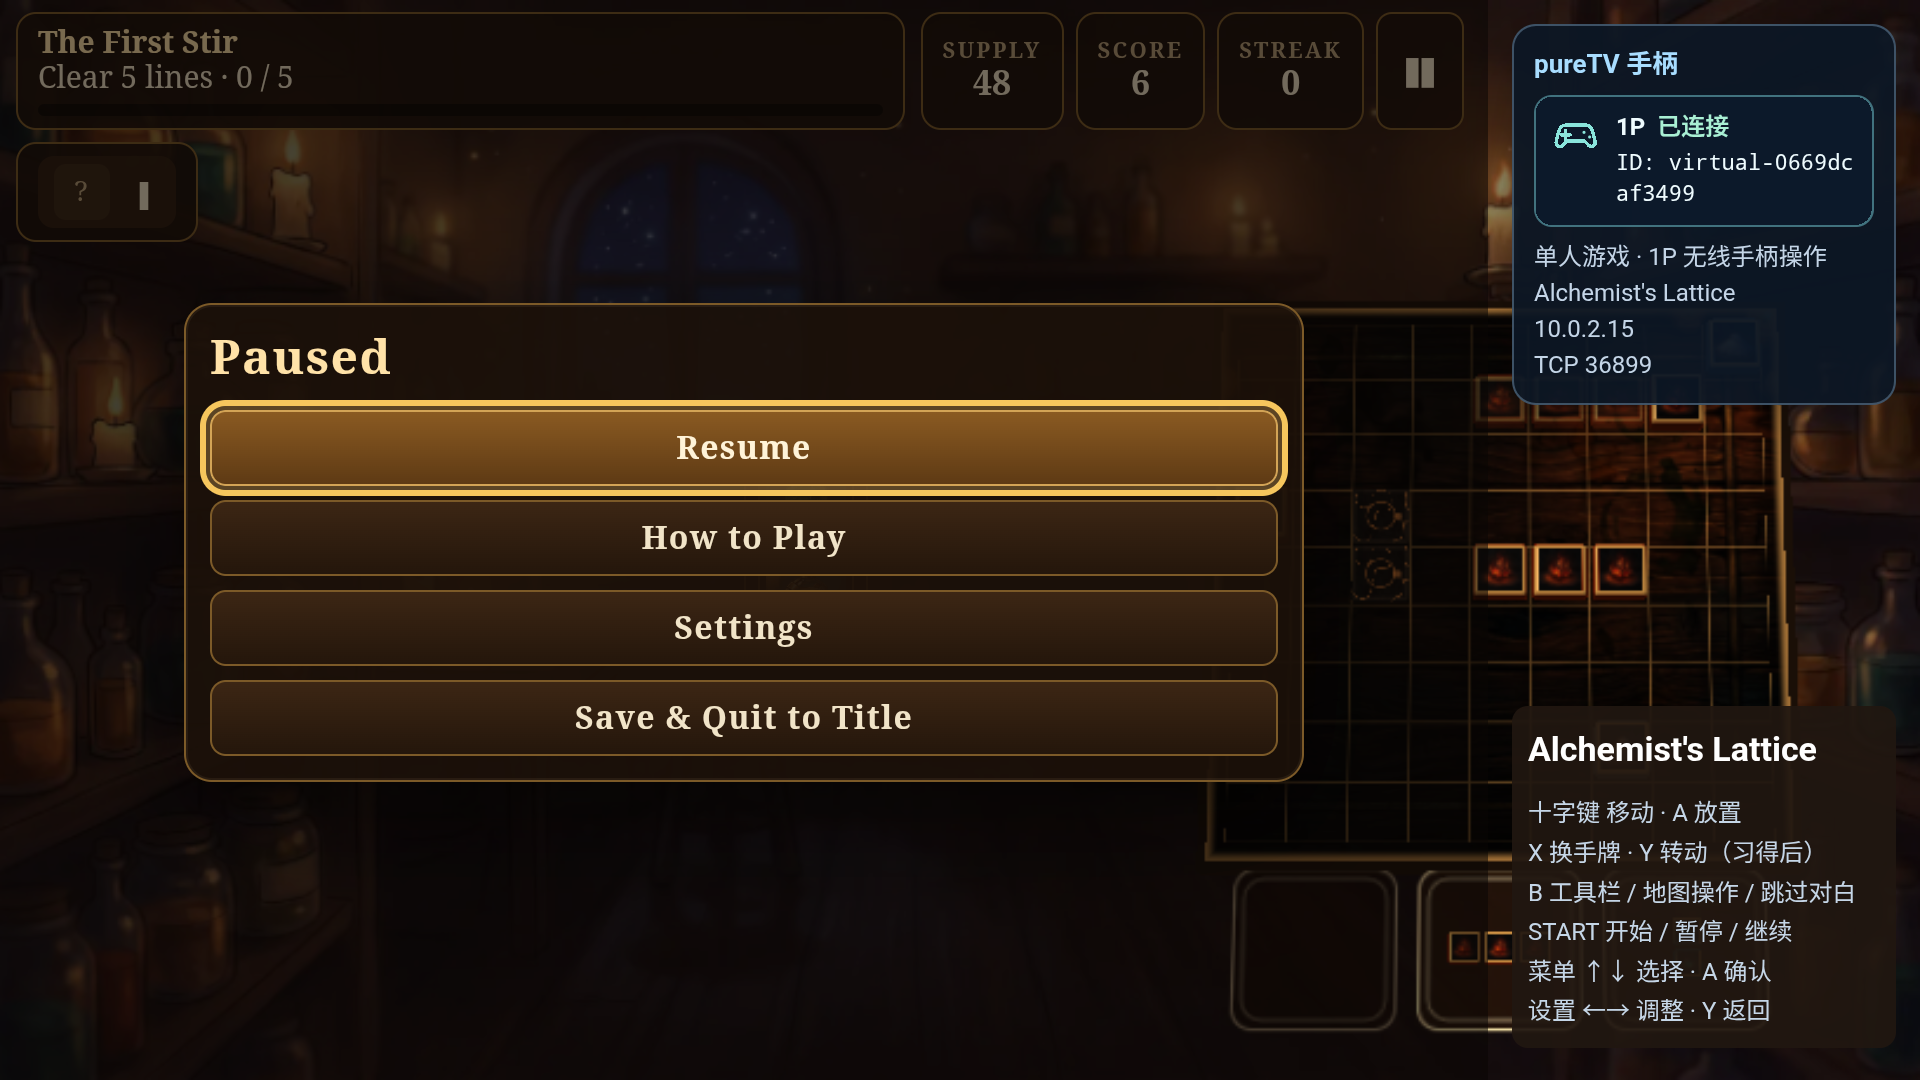 The First Stir
Clear 5 lines · 0 / 5
SUPPLY
48
SCORE
6
STREAK
0
?
Paused
Resume
How to Play
Settings
Save & Quit to Title
pureTV 手柄
1P 已连接
ID: virtual-0669dc
af3499
单人游戏 · 1P 无线手柄操作
Alchemist's Lattice
10.0.2.15
TCP 36899
Alchemist's Lattice
十字键 移动 · A 放置
X 换手牌 · Y 转动（习得后）
B 工具栏 / 地图操作 / 跳过对白
START 开始 / 暂停 / 继续
菜单 ↑↓ 选择 · A 确认
设置 ←→ 调整 · Y 返回